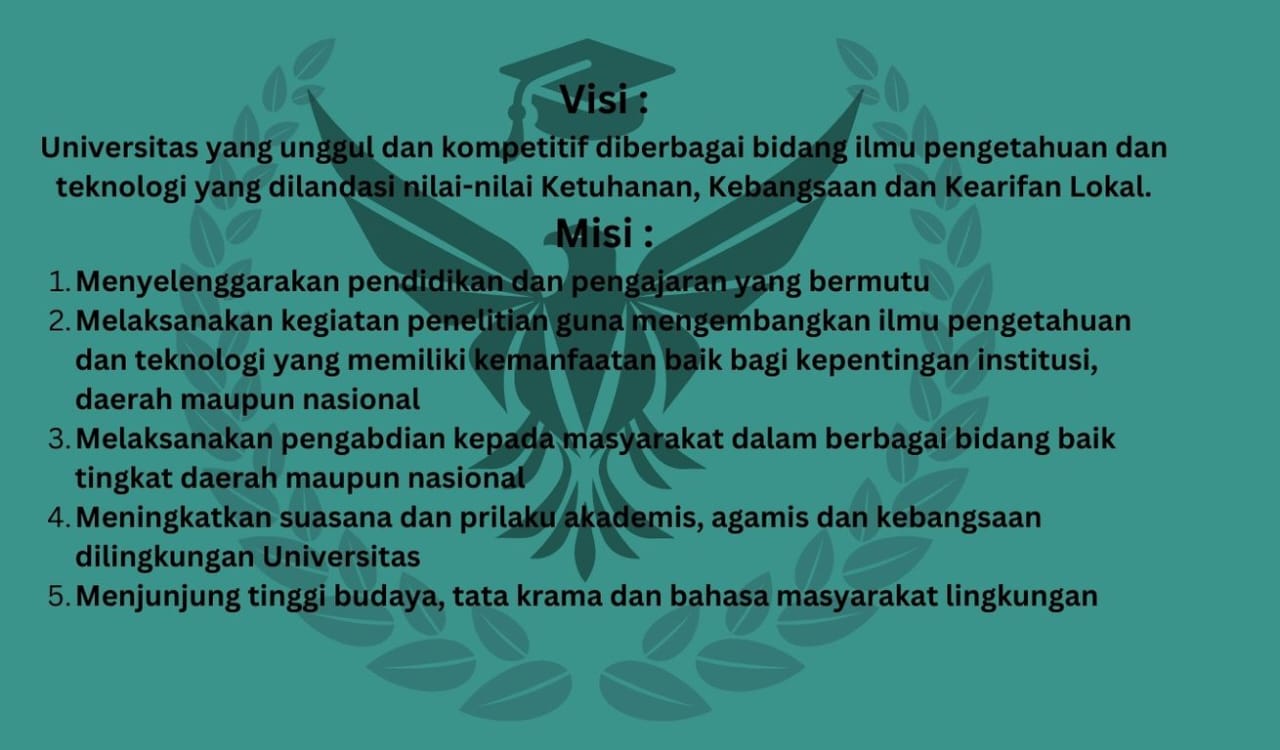 Visi :
Universitas yang unggul dan kompetitif diberbagai bidang ilmu pengetahuan dan
teknologi yang dilandasi nilai-nilai Ketuhanan, Kebangsaan dan Kearifan Lokal.
Misi :
1. Menyelenggarakan pendidikan dan pengajaran yang bermutu
2. Melaksanakan kegiatan penelitian guna mengembangkan ilmu pengetahuan
dan teknologi yang memiliki kemanfaatan baik bagi kepentingan institusi,
daerah maupun nasional
3. Melaksanakan pengabdian kepada masyarakat dalam berbagai bidang baik
tingkat daerah maupun nasional
4. Meningkatkan suasana dan prilaku akademis, agamis dan kebangsaan
dilingkungan Universitas
5. Menjunjung tinggi budaya, tata krama dan bahasa masyarakat lingkungan